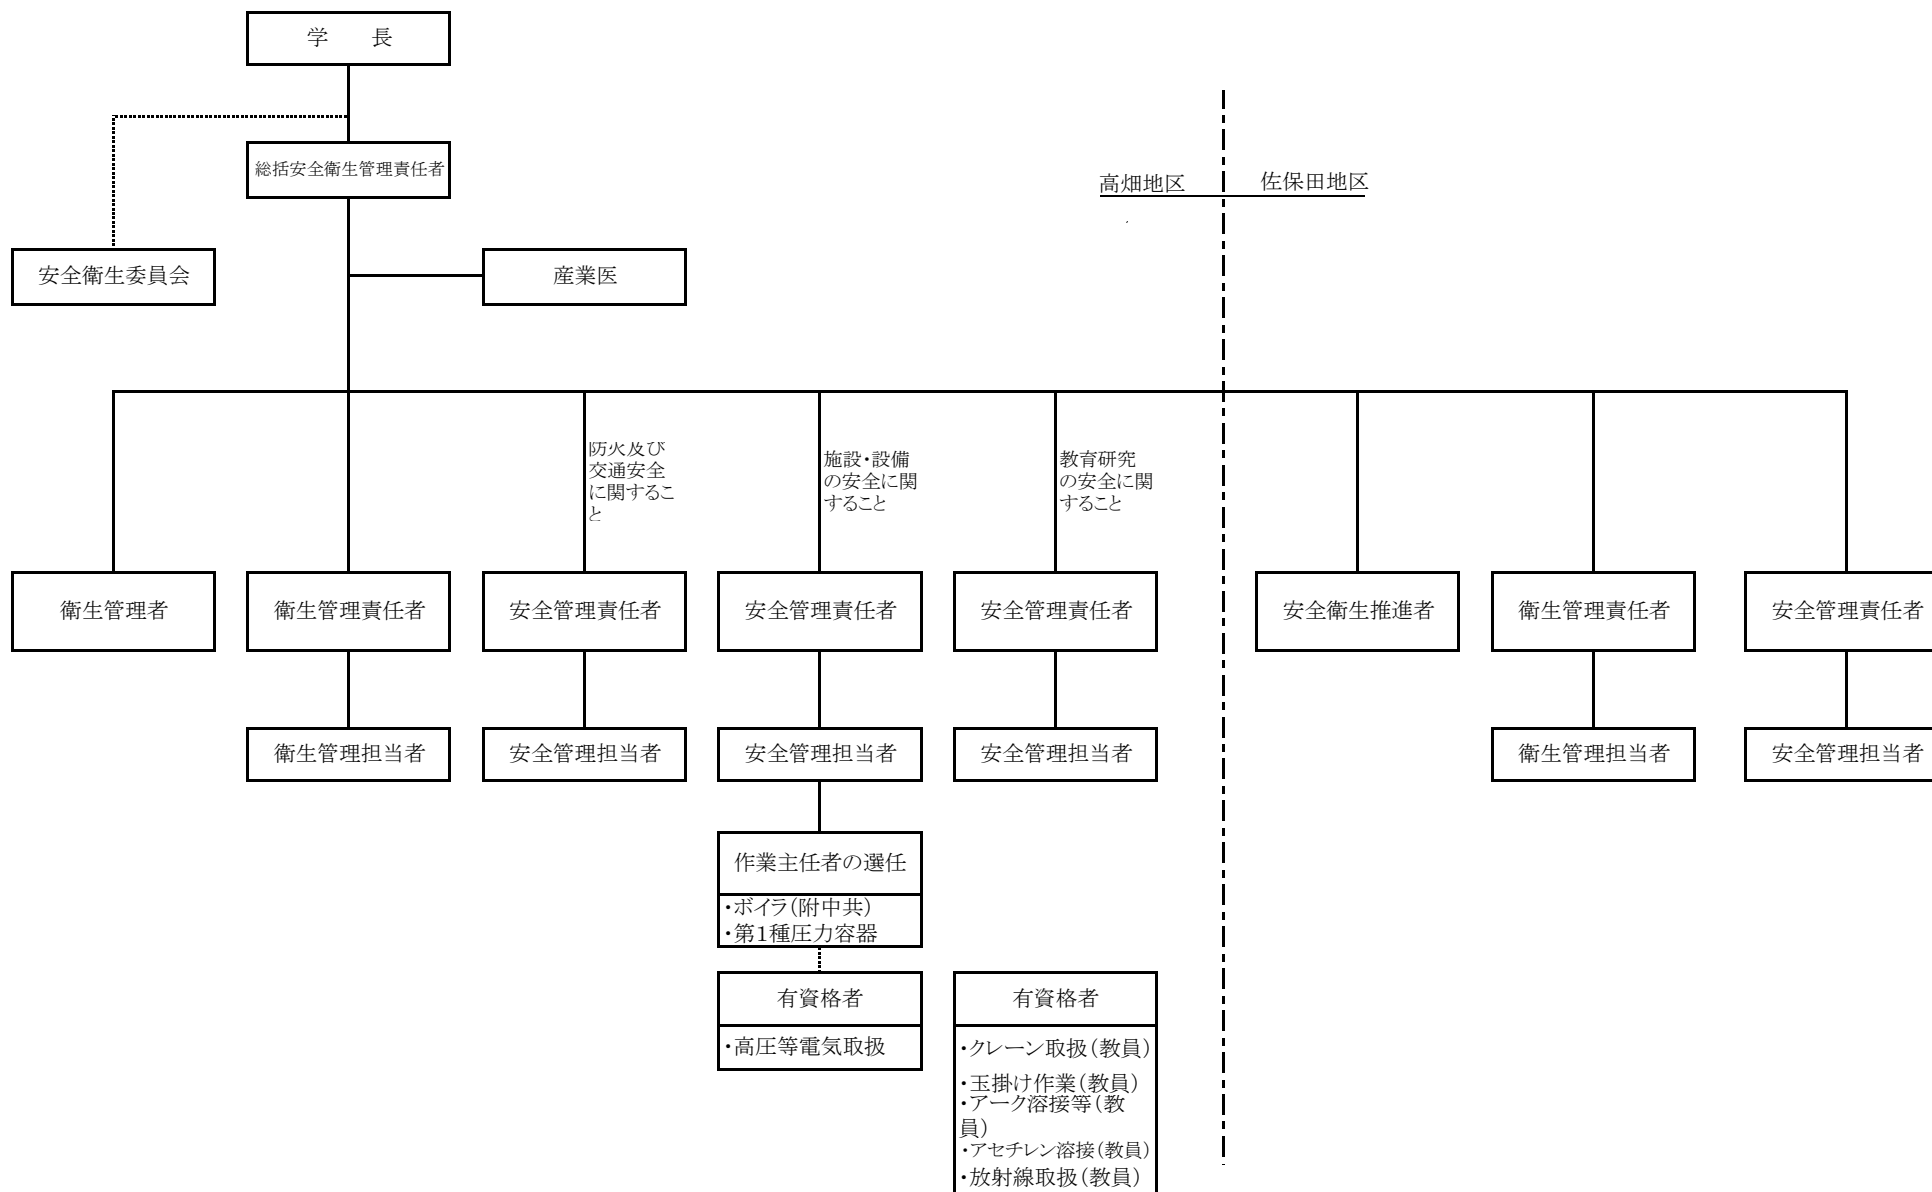 学　　長
総括安全衛生管理責任者
高畑地区
佐保田地区
安全衛生委員会
産業医
防火及び
交通安全
に関するこ
と
施設・設備
の安全に関
すること
教育研究
の安全に関
すること
衛生管理者
衛生管理責任者
安全管理責任者
安全管理責任者
安全管理責任者
安全衛生推進者
衛生管理責任者
安全管理責任者
衛生管理担当者
安全管理担当者
安全管理担当者
安全管理担当者
衛生管理担当者
安全管理担当者
作業主任者の選任
・ボイラ(附中共)
・第1種圧力容器
有資格者
・高圧等電気取扱
有資格者
・クレーン取扱(教員)
・玉掛け作業(教員)
・アーク溶接等(教
員)
・アセチレン溶接(教員)
・放射線取扱(教員)